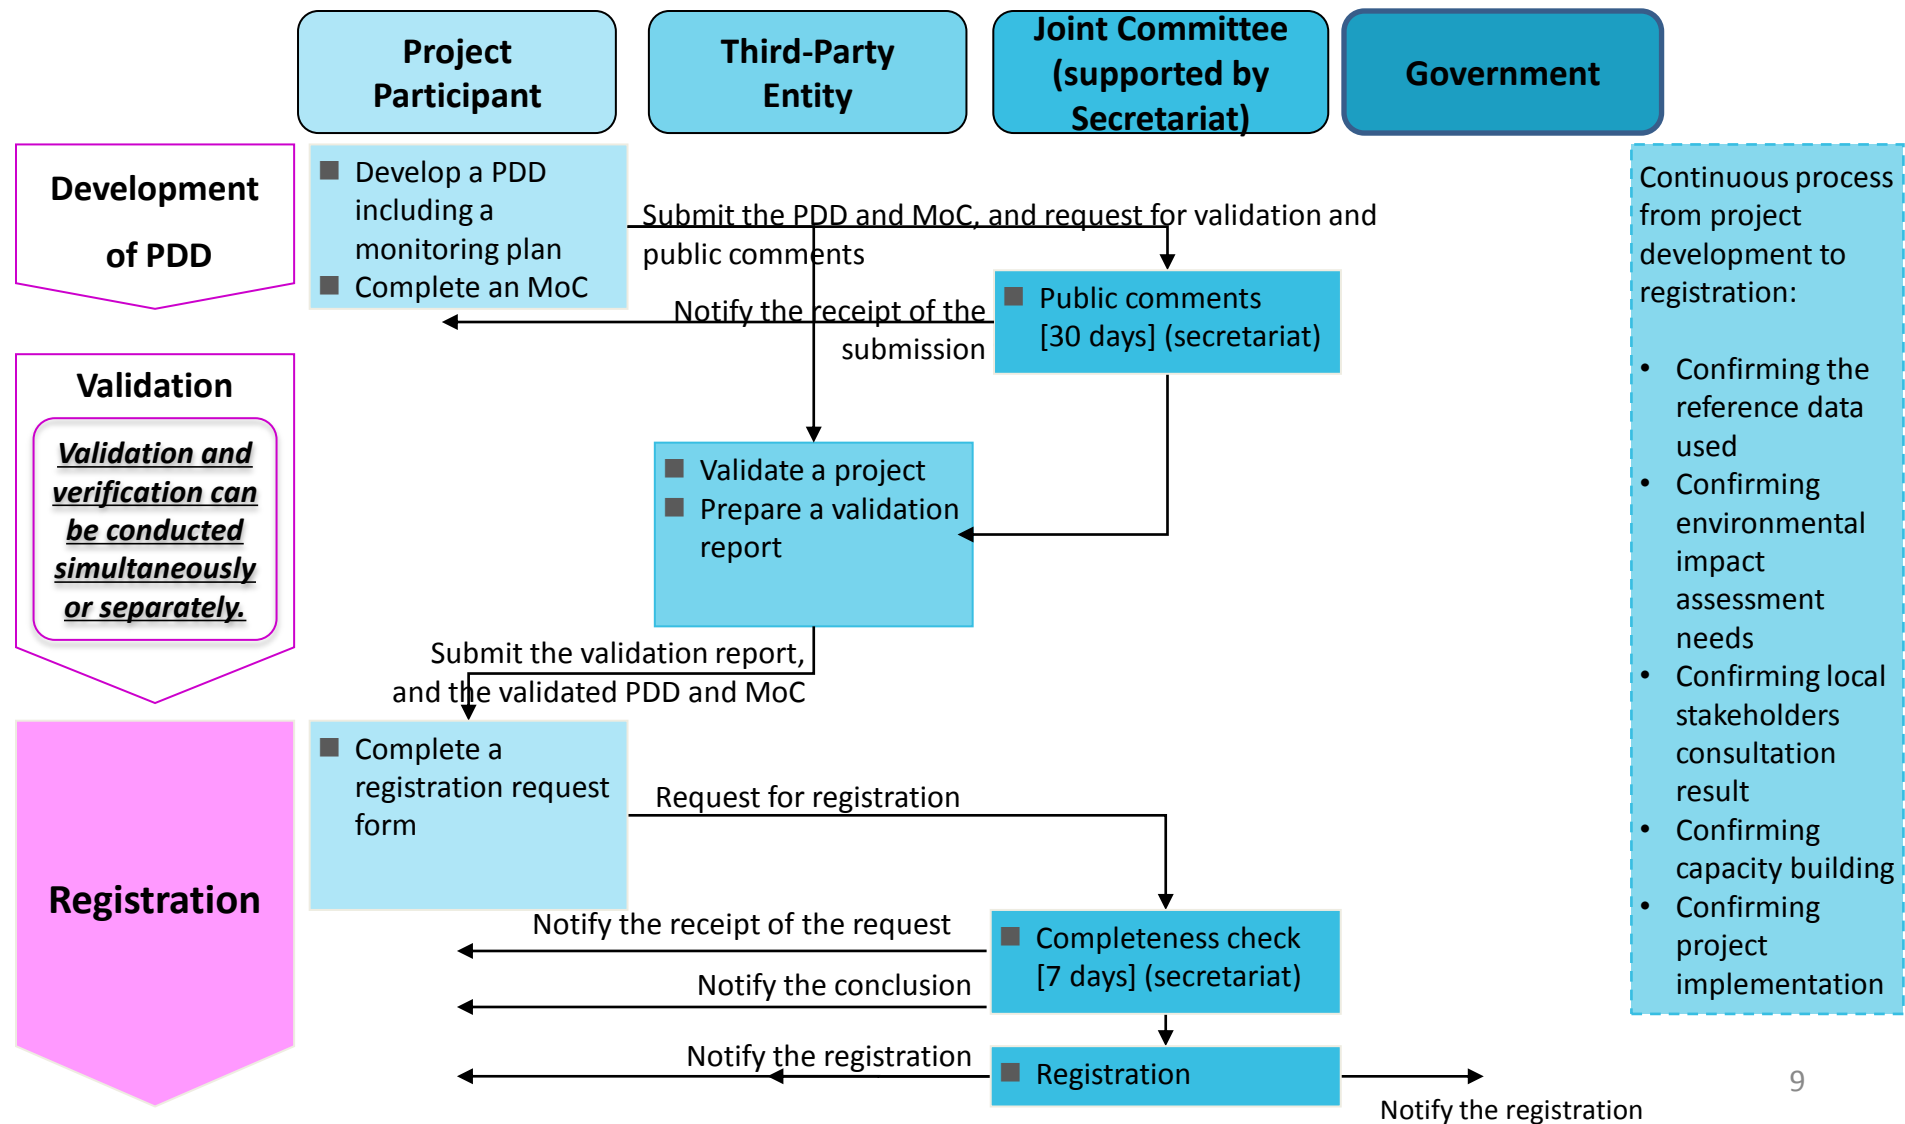 Project
Participant
Third-Party
Entity
Joint Committee
(supported by
Secretariat)
Government
Development
of PDD
Develop a PDD
including a
monitoring plan
Complete an MoC
Submit the PDD and MoC, and request for validation and
public comments
Notify the receipt of the
submission
Public comments
[30 days] (secretariat)
Validation
Validation and
verification can
be conducted
simultaneously
or separately.
Validate a project
Prepare a validation
report
Submit the validation report,
and the validated PDD and MoC
Registration
Complete a
registration request
form
Request for registration
Notify the receipt of the request
Notify the conclusion
Completeness check
[7 days] (secretariat)
Notify the registration
Registration
Notify the registration
Continuous process
from project
development to
registration:
• Confirming the
reference data
used
• Confirming
environmental
impact
assessment
needs
• Confirming local
stakeholders
consultation
result
• Confirming
capacity building
• Confirming
project
implementation
9